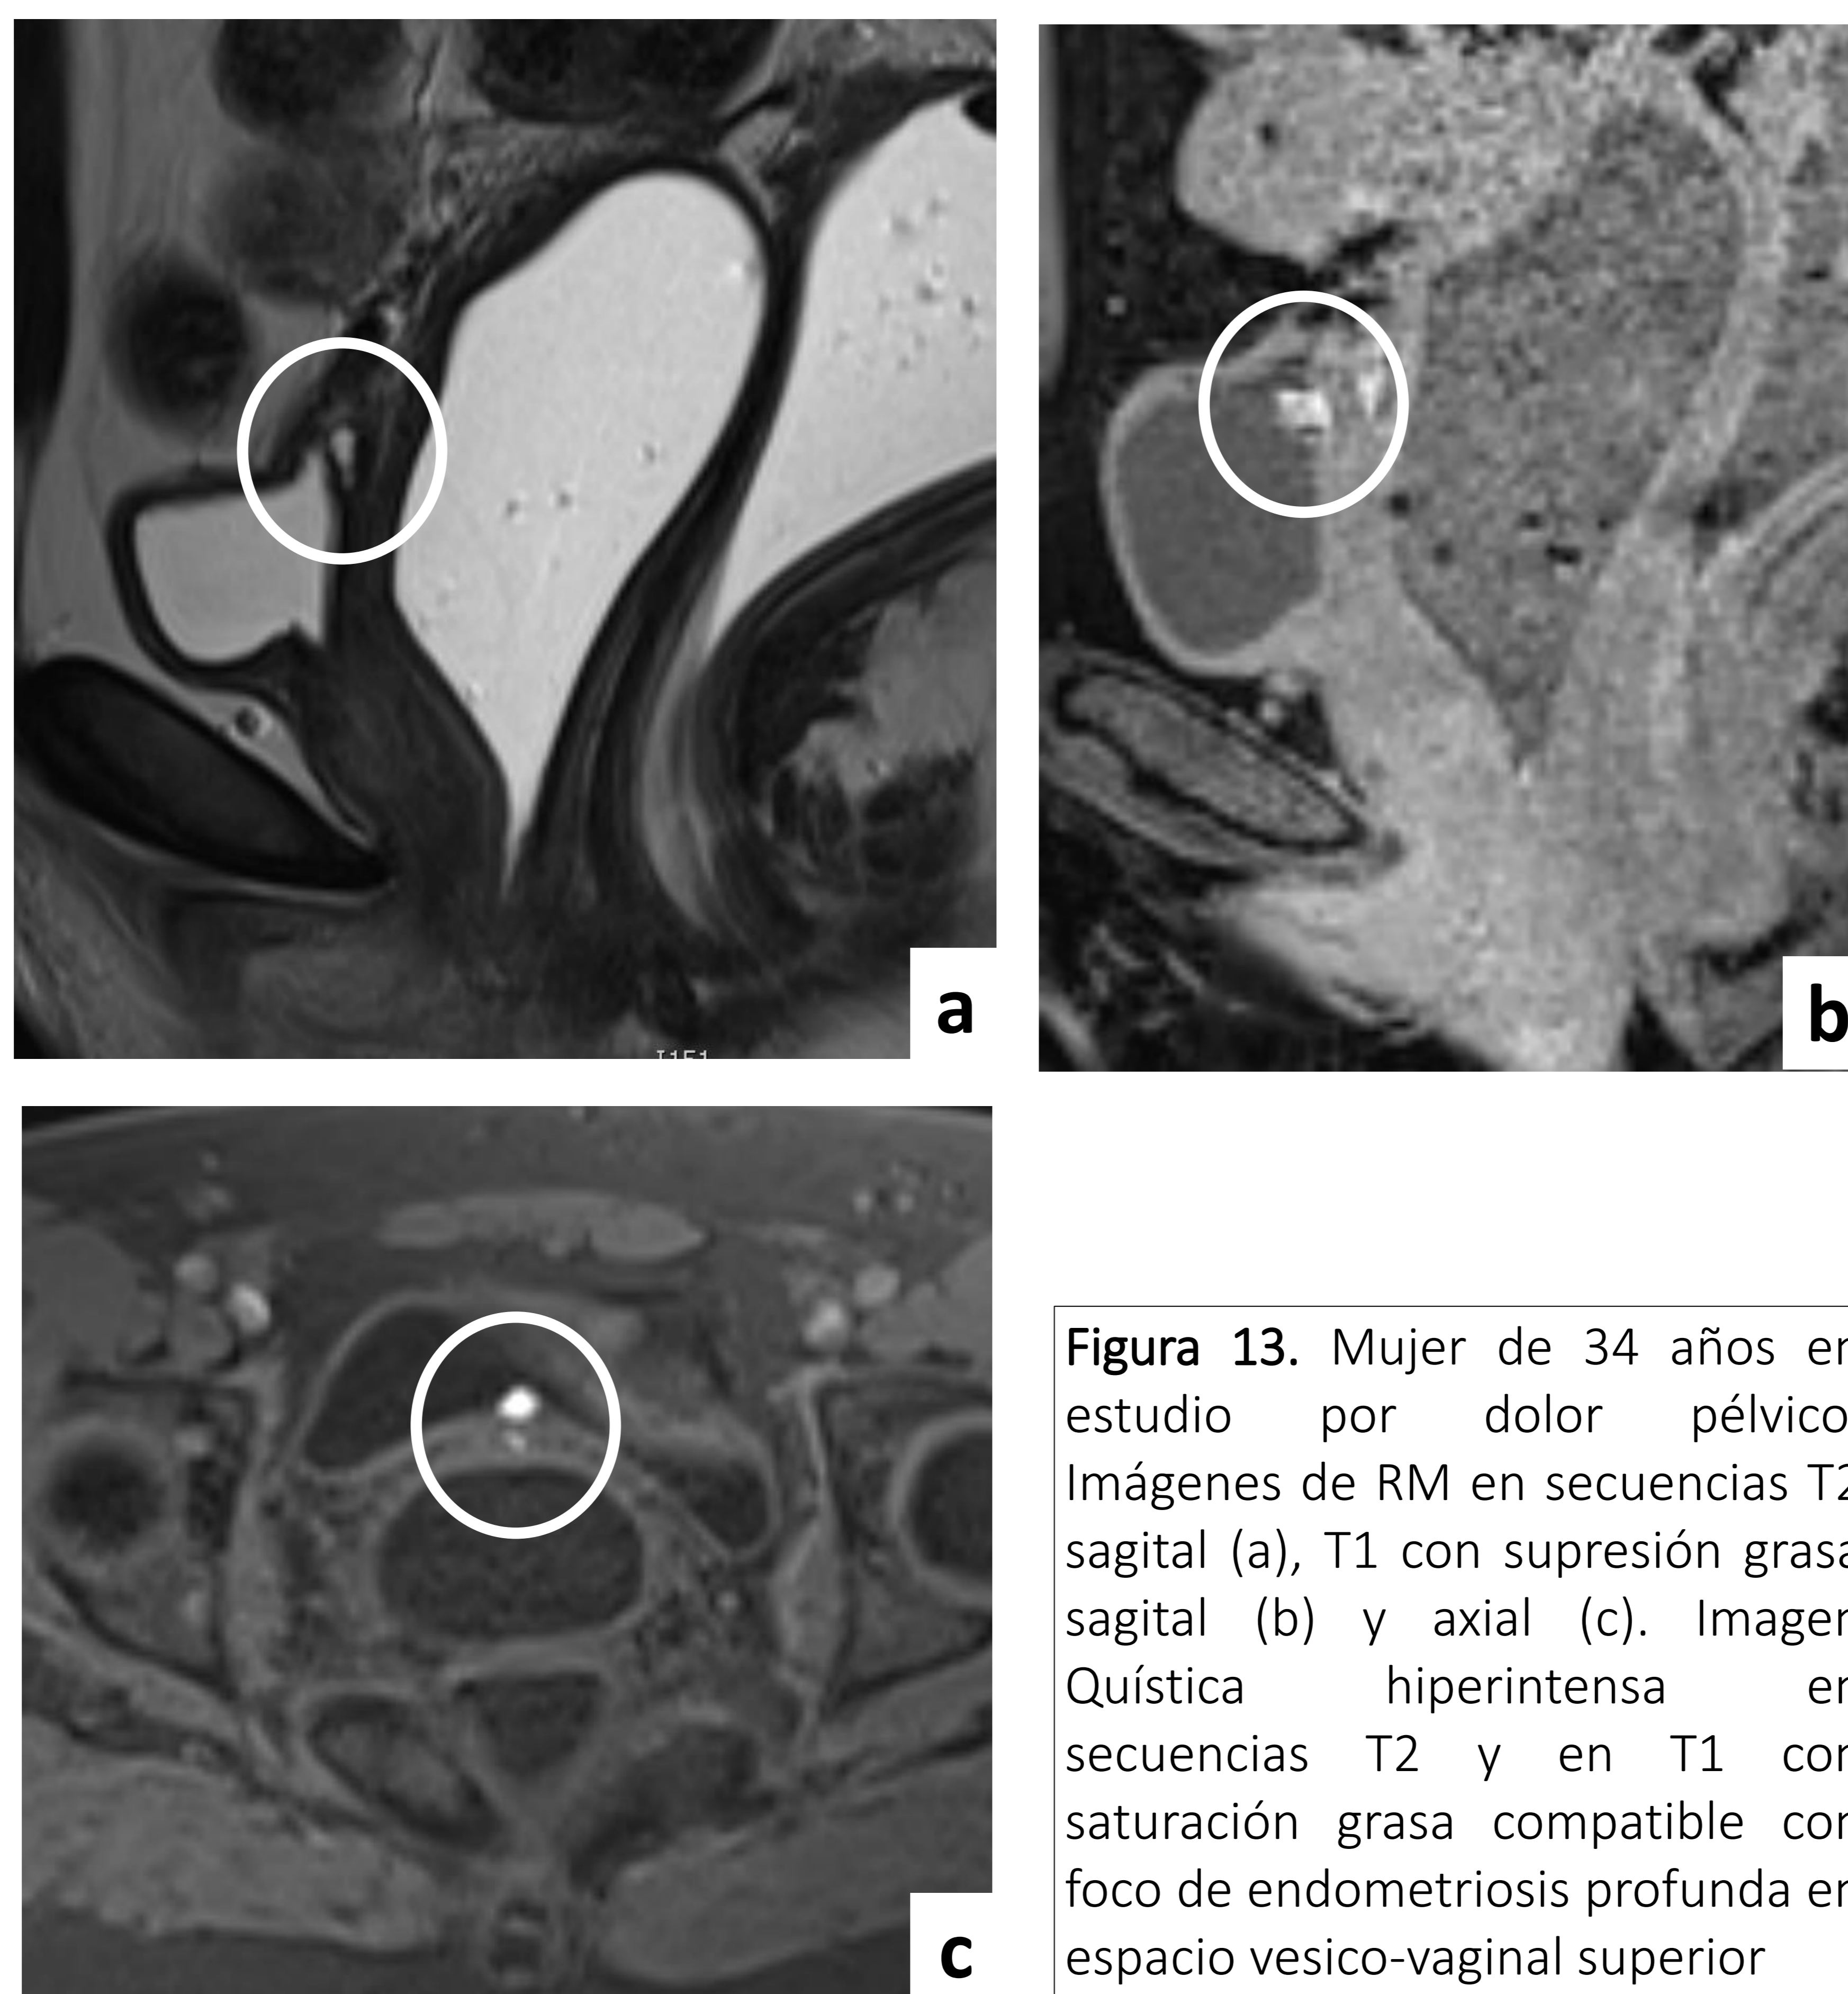 I151
a
b
c
Figura 13. Mujer de 34 años en
estudio por dolor pélvico
Imágenes de RM en secuencias T2
sagital (a), T1 con supresión grasa
sagital (b) y axial (c). Imagen
Quística hiperintensa en
secuencias T2 y en T1 con
saturación grasa compatible con
foco de endometriosis profunda en
espacio vesico-vaginal superior